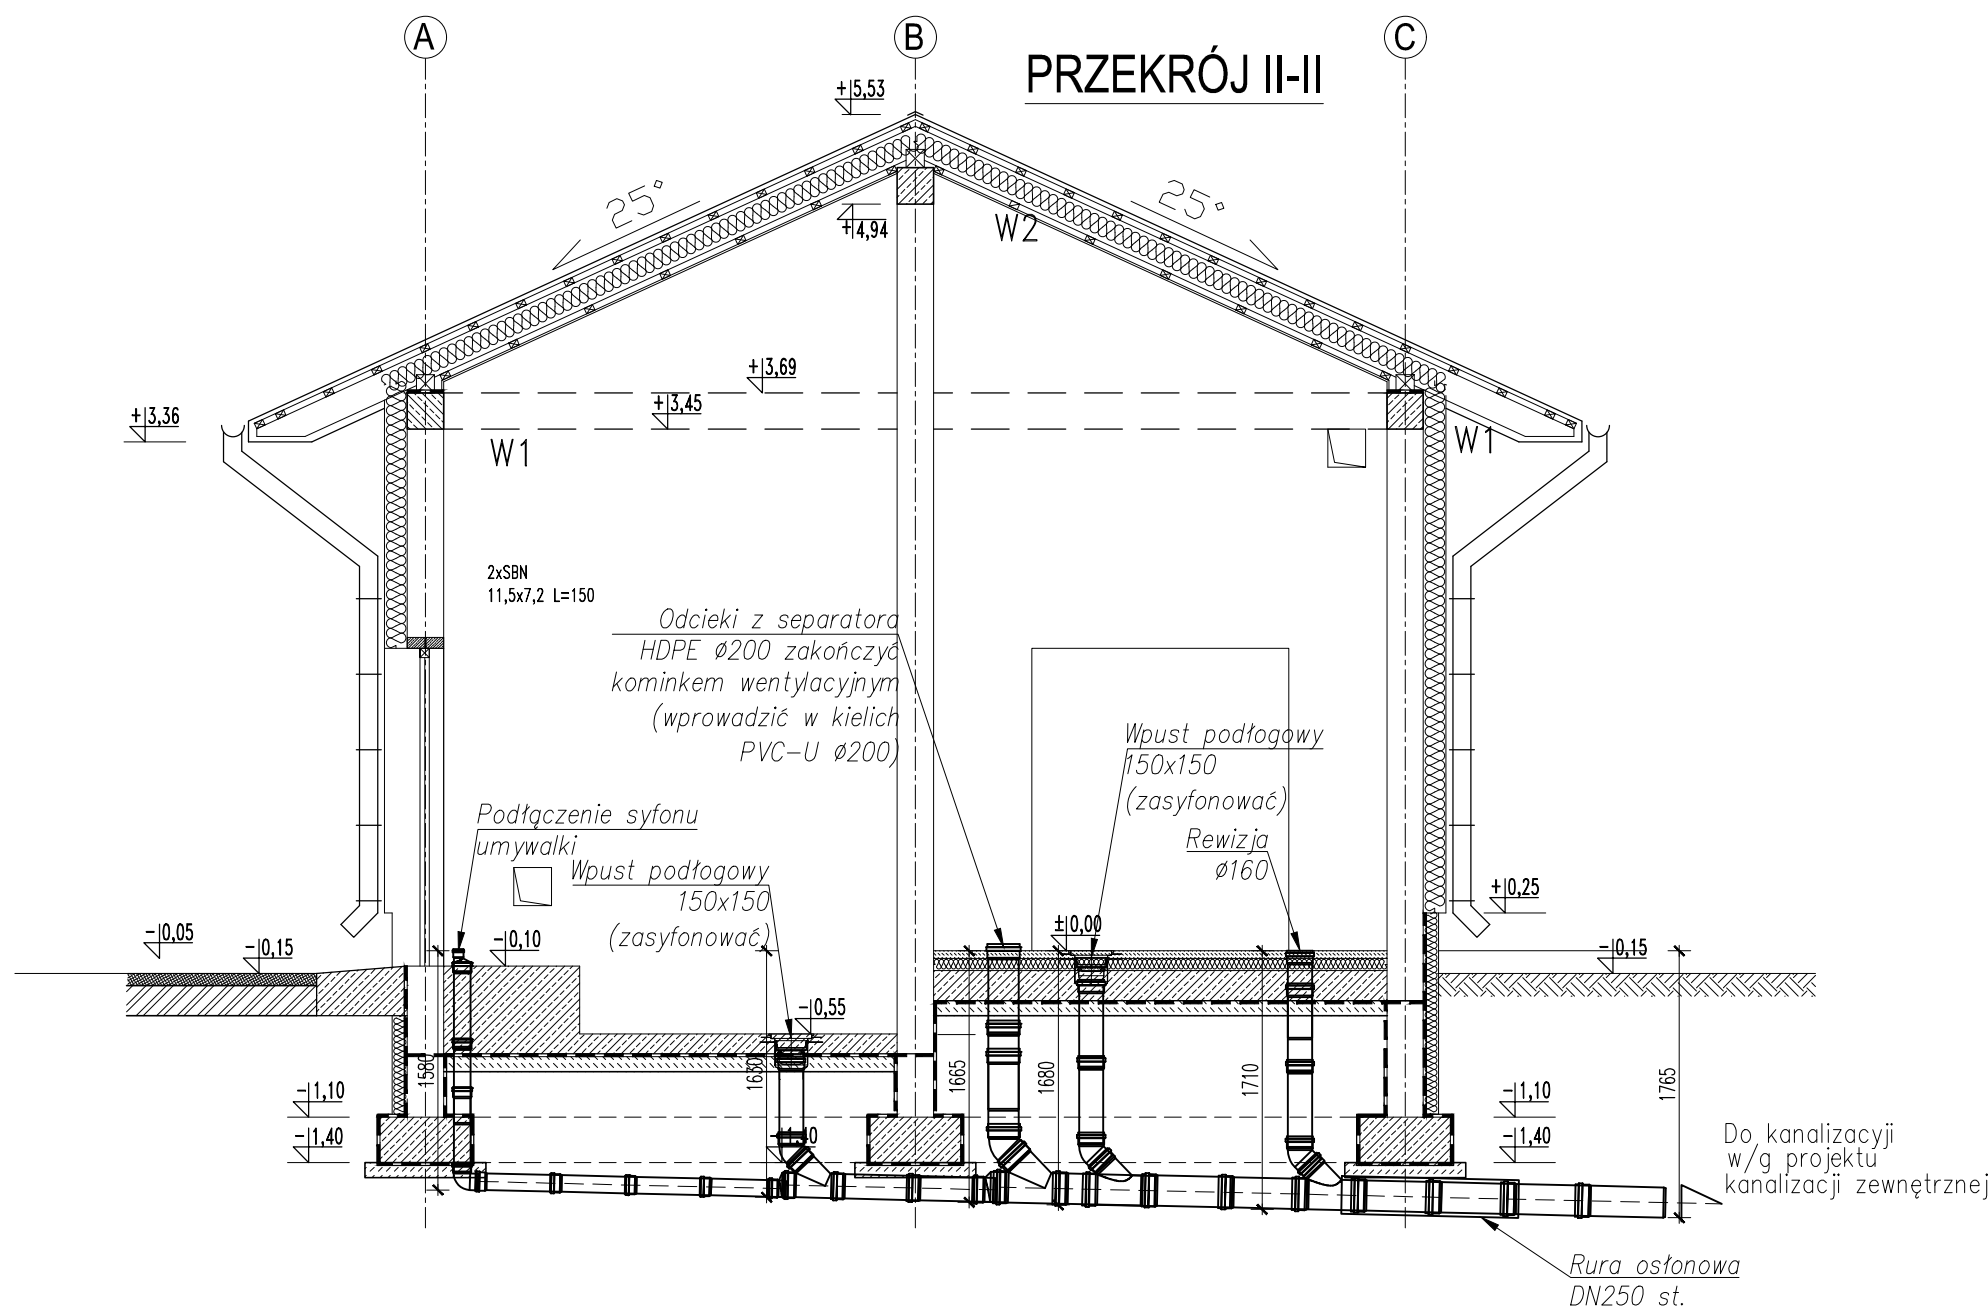 A
B
C
PRZEKRÓJ II-II
+5,53
25°
25°
+4,94
W2
+3,69
+3,45
+3,36
W1
W1
2xSBN
11,5x7,2 L=150
Odcieki z separatora
HDPE ø200 zakończyć
kominkem wentylacyjnym
(wprowadzić w kielich
PVC-U ø200)
Wpust podłogowy
150x150
(zasyfonować)
Rewizja
ø160
Podłączenie syfonu
umywalki
Wpust podłogowy
150x150
(zasyfonować)
+0,25
-0,05
-0,15
-0,10
±0,00
-0,15
-0,55
1580
1630
1665
1680
1710
1765
-1,10
-1,40
-1,40
-1,10
-1,40
Do kanalizacyji
w/g projektu
kanalizacji zewnętrznej
Rura osłonowa
DN250 st.